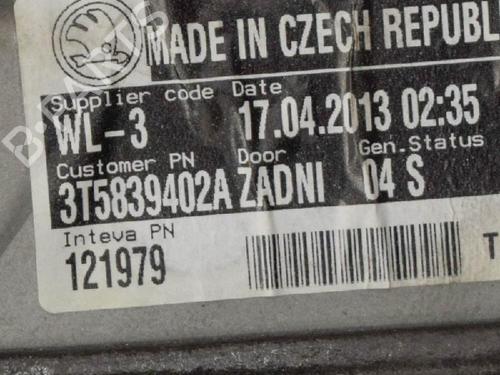 MADE IN CZECH REPUBL
Supplier code Date
WL-3 17.04.2013 02:35
Customer PN Door Gen.Status
3T5839402A ZADNI 04 S
Inteva PN
121979
T
B-PARTS